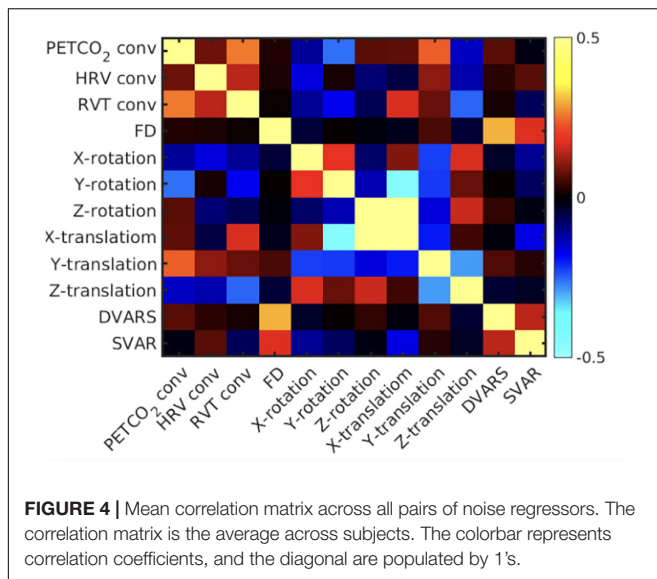 PETCO2 conv
HRV conv
RVT conv
FD
X-rotation
Y-rotation
Z-rotation
X-translatiom
Y-translation
Z-translation
DVARS
SVAR
0.5
0
-0.5
PETCO2 conv
HRV conv
RVT conv
FD
X-rotation
Y-rotation
Z-rotation
X-translatiom
Y-translation
Z-translation
DVARS
SVAR
FIGURE 4 | Mean correlation matrix across all pairs of noise regressors. The
correlation matrix is the average across subjects. The colorbar represents
correlation coefficients, and the diagonal are populated by 1's.